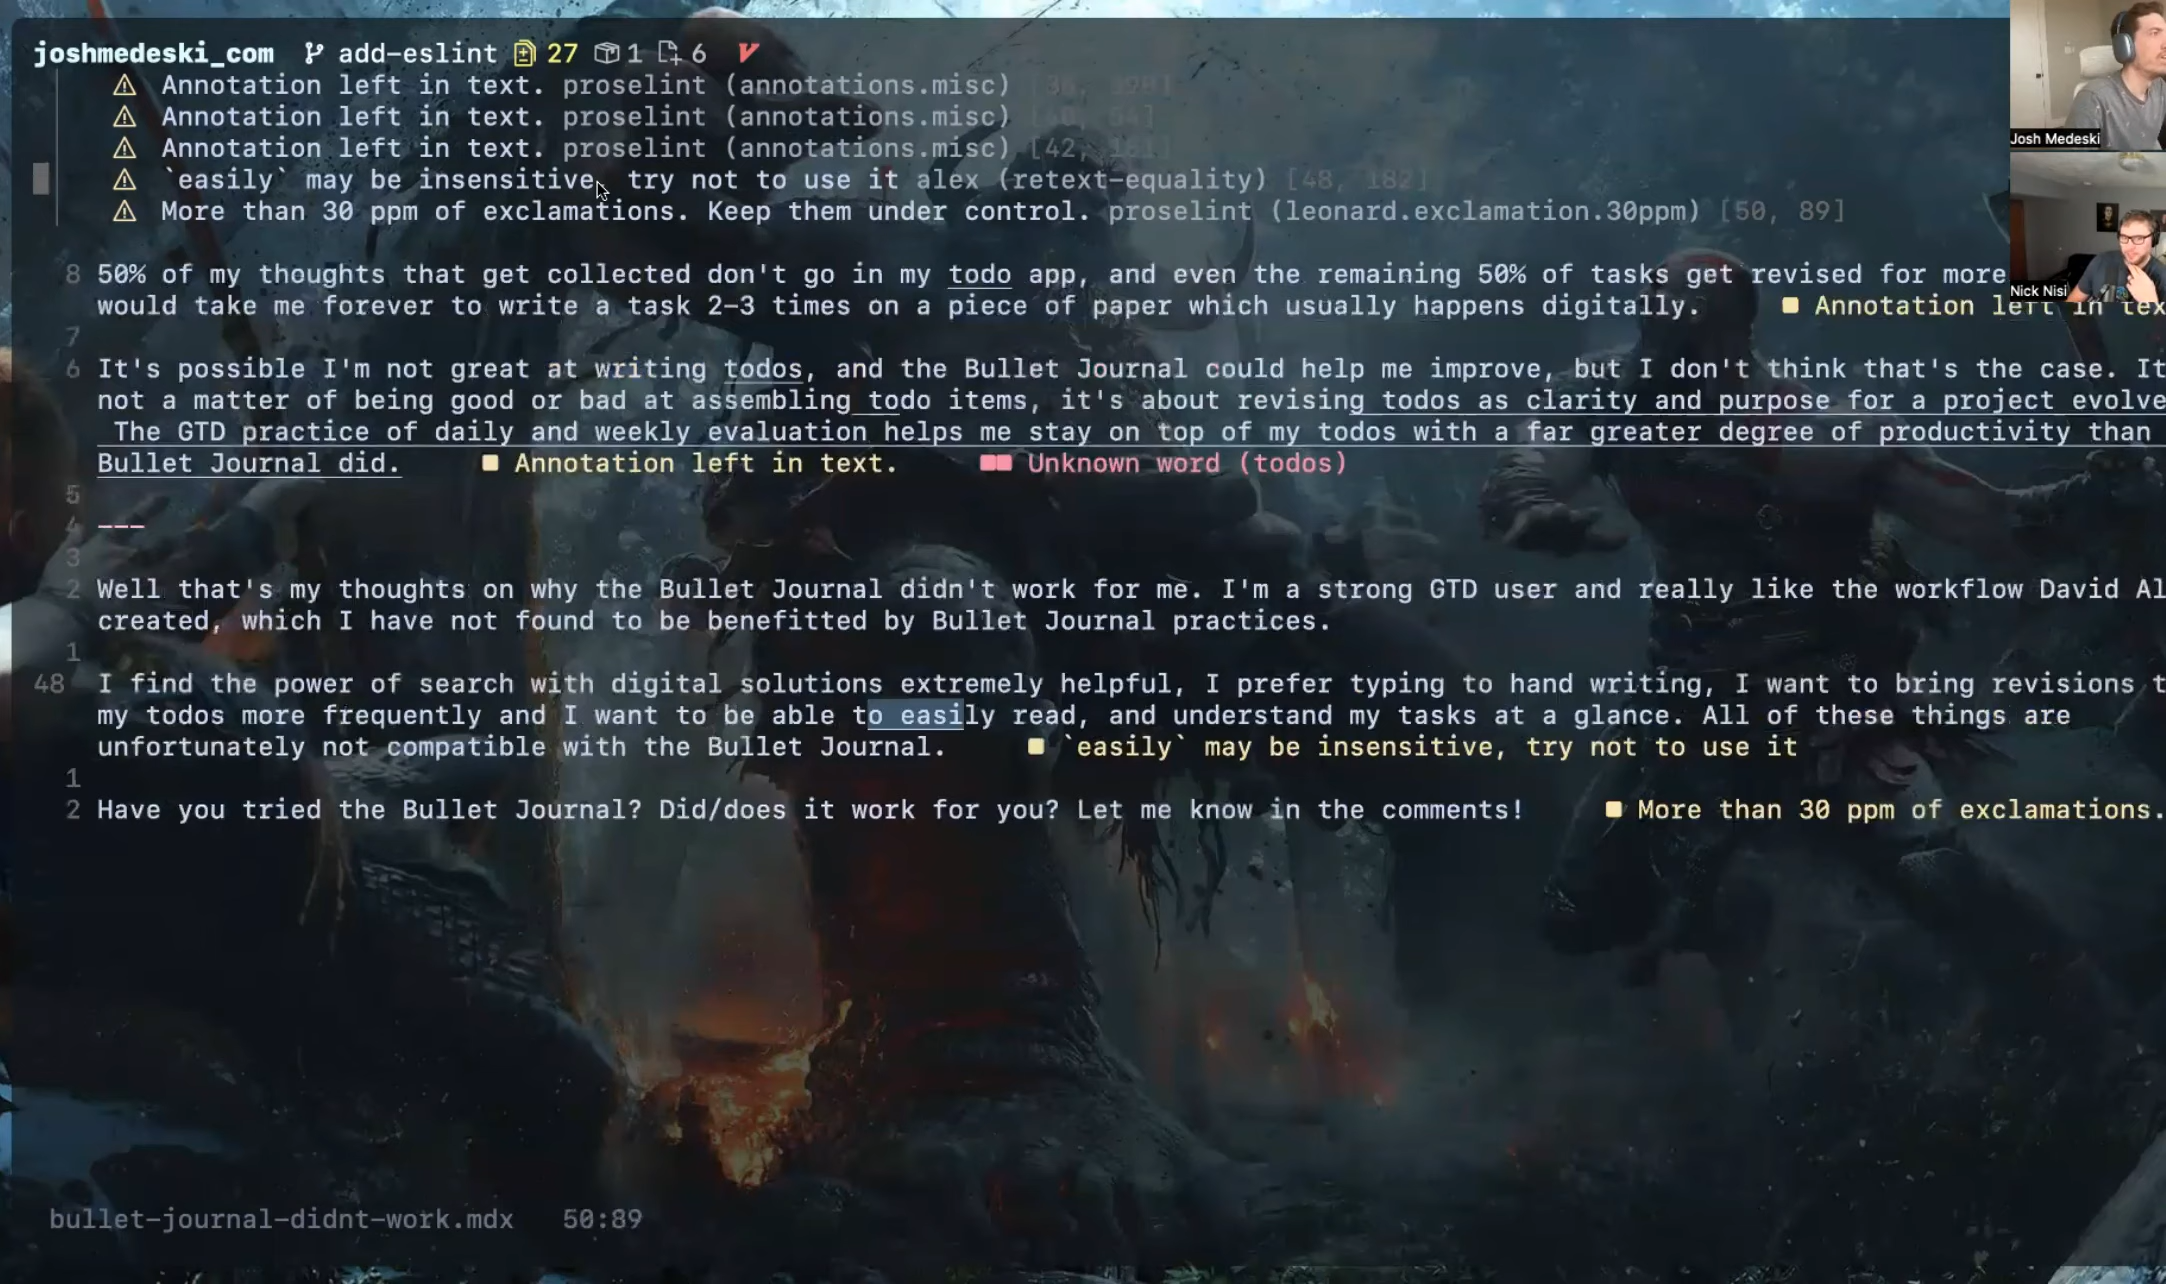 joshmedeski_com add-eslint 27 1 6
Annotation left in text. proselint (annotations.misc)
Annotation left in text. proselint (annotations.misc)
Annotation left in text. proselint (annotations.misc) [42,
`easily` may be insensitive, try not to use it alex (retext-equality) [48, 182]
More than 30 ppm of exclamations. Keep them under control. proselint (leonard.exclamation.30ppm) [50, 89]
Josh Medeski
Nick Nisi
8 50% of my thoughts that get collected don't go in my todo app, and even the remaining 50% of tasks get revised for more
would take me forever to write a task 2-3 times on a piece of paper which usually happens digitally. Annotation left in tex
7
6 It's possible I'm not great at writing todos, and the Bullet Journal could help me improve, but I don't think that's the case. It
not a matter of being good or bad at assembling todo items, it's about revising todos as clarity and purpose for a project evolve
The GTD practice of daily and weekly evaluation helps me stay on top of my todos with a far greater degree of productivity than
Bullet Journal did. Annotation left in text. Unknown word (todos)
5
4 ---
3
2 Well that's my thoughts on why the Bullet Journal didn't work for me. I'm a strong GTD user and really like the workflow David Al
created, which I have not found to be benefitted by Bullet Journal practices.
1
48 I find the power of search with digital solutions extremely helpful, I prefer typing to hand writing, I want to bring revisions t
my todos more frequently and I want to be able to easily read, and understand my tasks at a glance. All of these things are
unfortunately not compatible with the Bullet Journal. `easily` may be insensitive, try not to use it
1
2 Have you tried the Bullet Journal? Did/does it work for you? Let me know in the comments! More than 30 ppm of exclamations.
bullet-journal-didnt-work.mdx 50:89